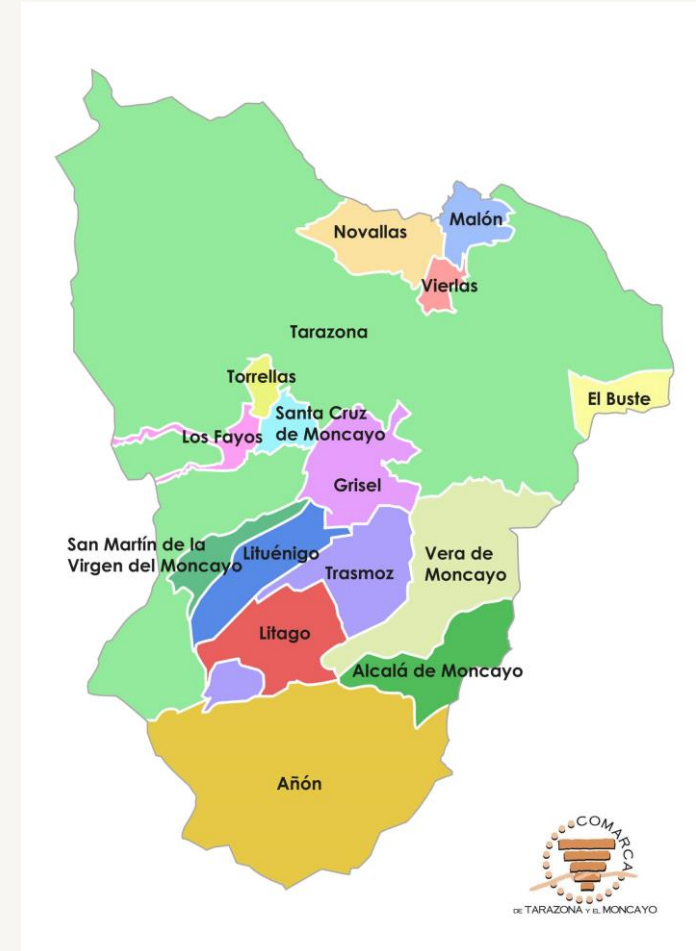 Malón
Novallas
Vierlas
Tarazona
Torrellas
El Buste
Santa Cruz
de Moncayo
Los Fayos
Grisel
San Martín de la
Virgen del Moncayo
Lituénigo
Vera de
Moncayo
Trasmoz
Litago
Alcalá de Moncayo
Añón
COMARCA
DE TARAZONA Y EL MONCAYO